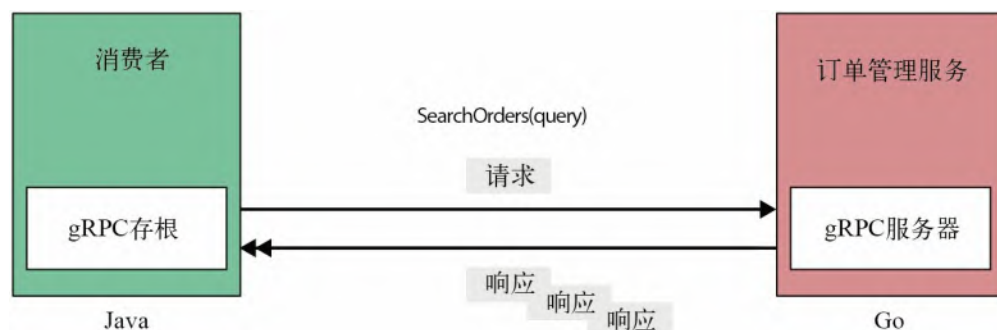 消费者
订单管理服务
SearchOrders(query)
请求
gRPC存根
gRPC服务器
响应
响应
响应
Java
Go